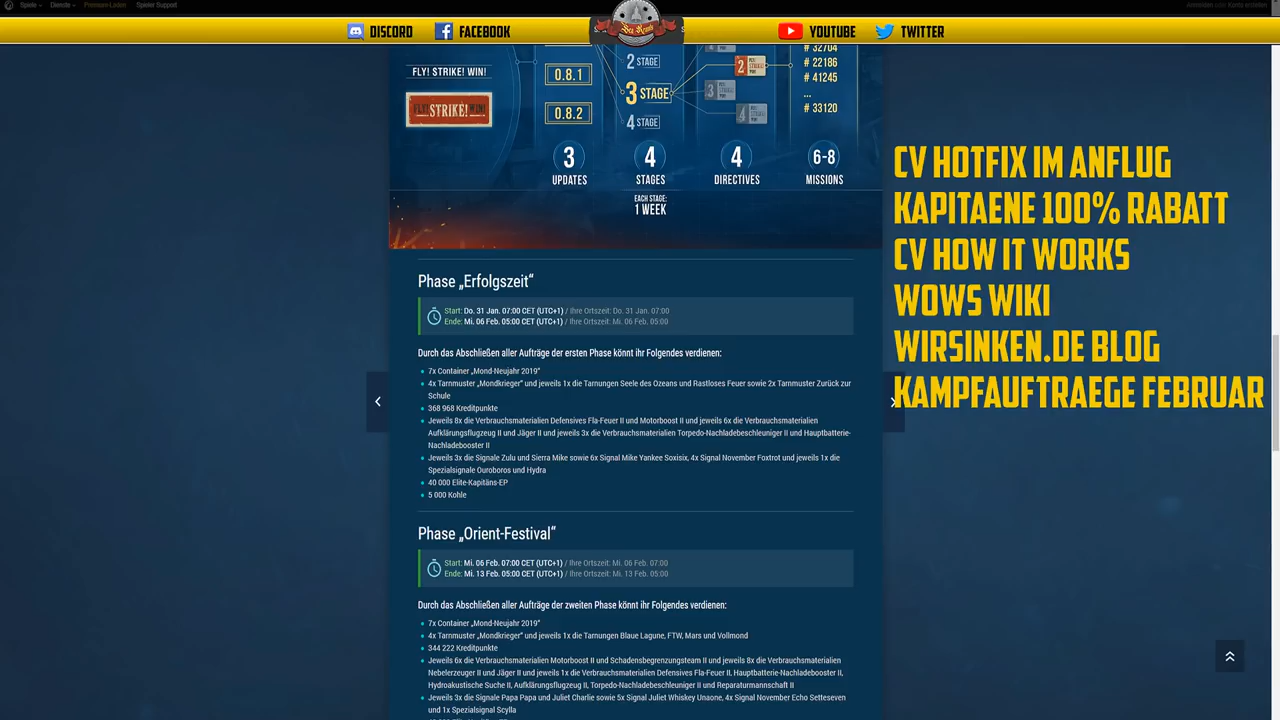 Spiele
Dienste
Premium-Laden
Spieler Support
Anmelden oder Konto erstellen
DISCORD
FACEBOOK
YOUTUBE
TWITTER
FLY! STRIKE! WIN!
FLY! STRIKE! WIN!
0.8.1
0.8.2
2 STAGE
3 STAGE
4 STAGE
2
3
4
# 32704
# 22186
# 41245
...
# 33120
3
UPDATES
4
STAGES
EACH STAGE:
1 WEEK
4
DIRECTIVES
6-8
MISSIONS
CV HOTFIX IM ANFLUG
KAPITAENE 100% RABATT
CV HOW IT WORKS
WOWS WIKI
WIRSINKEN.DE BLOG
KAMPFAUFTRAEGE FEBRUAR
Phase „Erfolgszeit“
Start: Do. 31 Jan. 07:00 CET (UTC+1) / Ihre Ortszeit: Do. 31 Jan. 07:00
Ende: Mi. 06 Feb. 05:00 CET (UTC+1) / Ihre Ortszeit: Mi. 06 Feb. 05:00
Durch das Abschließen aller Aufträge der ersten Phase könnt ihr Folgendes verdienen:
7x Container „Mond-Neujahr 2019“
4x Tarnmuster „Mondkrieger“ und jeweils 1x die Tarnungen Seele des Ozeans und Rastloses Feuer sowie 2x Tarnmuster Zurück zur
Schule
368 968 Kreditpunkte
Jeweils 8x die Verbrauchsmaterialien Defensives Fla-Feuer II und Motorboost II und jeweils 6x die Verbrauchsmaterialien
Aufklärungsflugzeug II und Jäger II und jeweils 3x die Verbrauchsmaterialien Torpedo-Nachladebeschleuniger II und Hauptbatterie-
Nachladebooster II
Jeweils 3x die Signale Zulu und Sierra Mike sowie 6x Signal Mike Yankee Soxisix, 4x Signal November Foxtrot und jeweils 1x die
Spezialsignale Ouroboros und Hydra
40 000 Elite-Kapitäns-EP
5 000 Kohle
Phase „Orient-Festival“
Start: Mi. 06 Feb. 07:00 CET (UTC+1) / Ihre Ortszeit: Mi. 06 Feb. 07:00
Ende: Mi. 13 Feb. 05:00 CET (UTC+1) / Ihre Ortszeit: Mi. 13 Feb. 05:00
Durch das Abschließen aller Aufträge der zweiten Phase könnt ihr Folgendes verdienen:
7x Container „Mond-Neujahr 2019“
4x Tarnmuster „Mondkrieger“ und jeweils 1x die Tarnungen Blaue Lagune, FTW, Mars und Vollmond
344 222 Kreditpunkte
Jeweils 6x die Verbrauchsmaterialien Motorboost II und Schadensbegrenzungsteam II und jeweils 8x die Verbrauchsmaterialien
Nebelerzeuger II und Jäger II und jeweils 1x die Verbrauchsmaterialien Defensives Fla-Feuer II, Hauptbatterie-Nachladebooster II,
Hydroakustische Suche II, Aufklärungsflugzeug II, Torpedo-Nachladebeschleuniger II und Reparaturmannschaft II
Jeweils 3x die Signale Papa Papa und Juliet Charlie sowie 5x Signal Juliet Whiskey Unaone, 4x Signal November Echo Setteseven
und 1x Spezialsignal Scylla